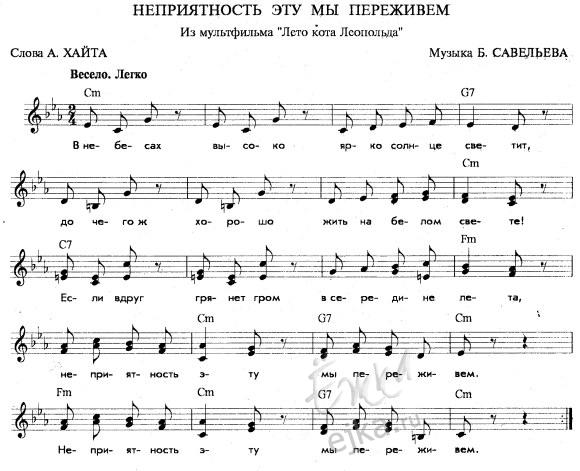 НЕПРИЯТНОСТЬ ЭТУ МЫ ПЕРЕЖИВЕМ
Из мультфильма "Лето кота Леопольда"
Слова А. ХАЙТА Музыка Б. САВЕЛЬЕВА
Весело. Легко
Cm G7
В не- бе- сах вы- со- ко яр- ко солн- це све- тит,
Cm
до че- го ж хо- ро- шо жить на бе- лом све- те!
C7 Fm
Ес- ли вдруг гря- нет гром в се- ре- ди- не ле- та,
Cm G7 Cm
не- при- ят- ность э- ту мы пе- ре- жи- вем.
Fm Cm G7 Cm
Не- при- ят- ность э- ту мы пе- ре- жи- вем.
Ёжка
ejka.ru